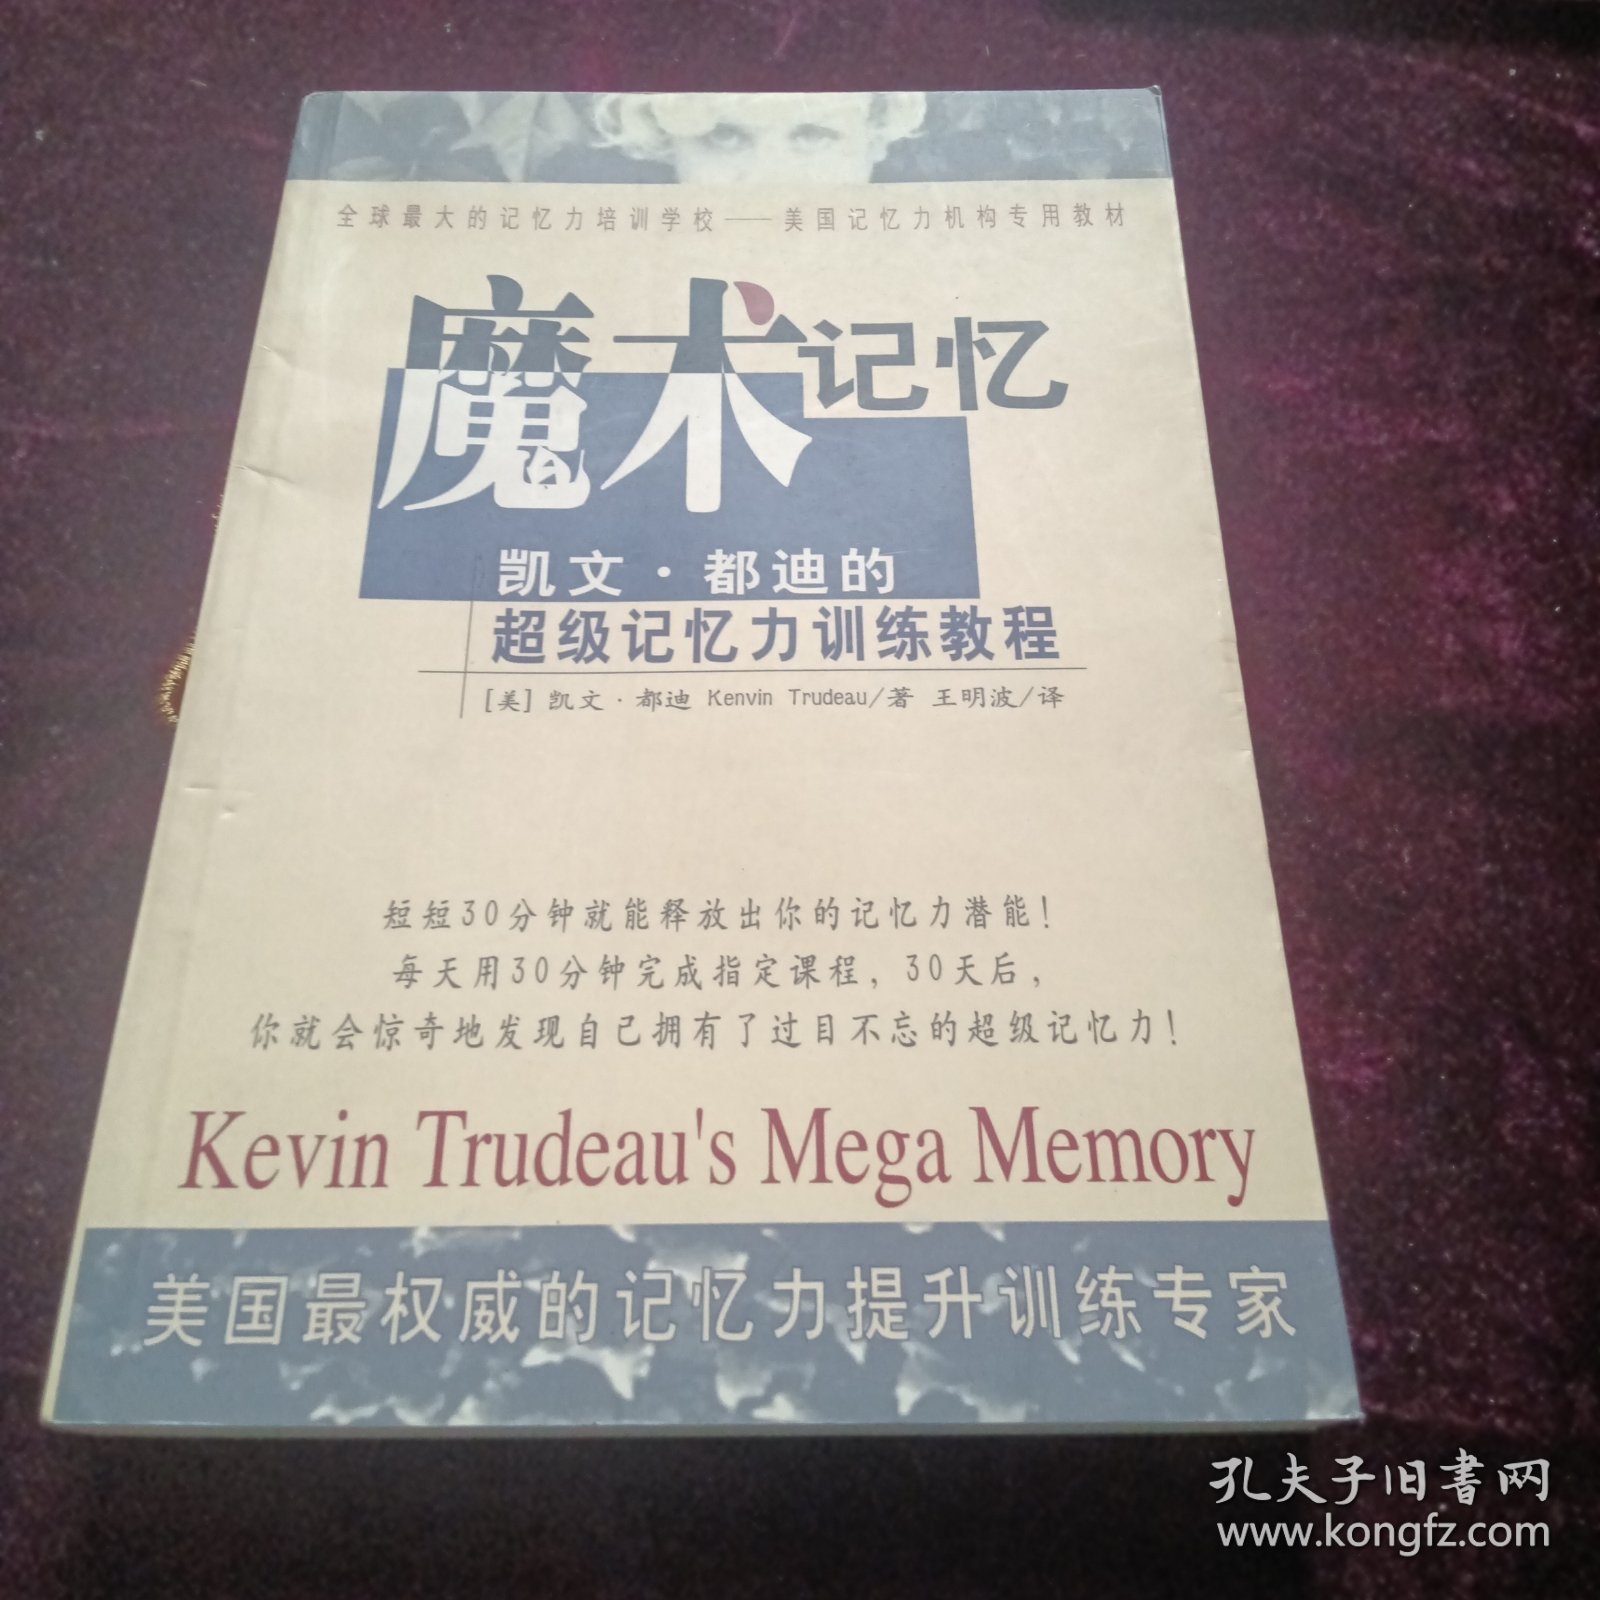 全球最大的记忆力培训学校——美国记忆力机构专用教材
魔术记忆
凯文·都迪的
超级记忆力训练教程
[美] 凯文·都迪 Kenvin Trudeau/著 王明波/译
短短30分钟就能释放出你的记忆力潜能!
每天用30分钟完成指定课程, 30天后,
你就会惊奇地发现自己拥有了过目不忘的超级记忆力!
Kevin Trudeau's Mega Memory
美国最权威的记忆力提升训练专家
孔夫子旧书网
www.kongfz.com